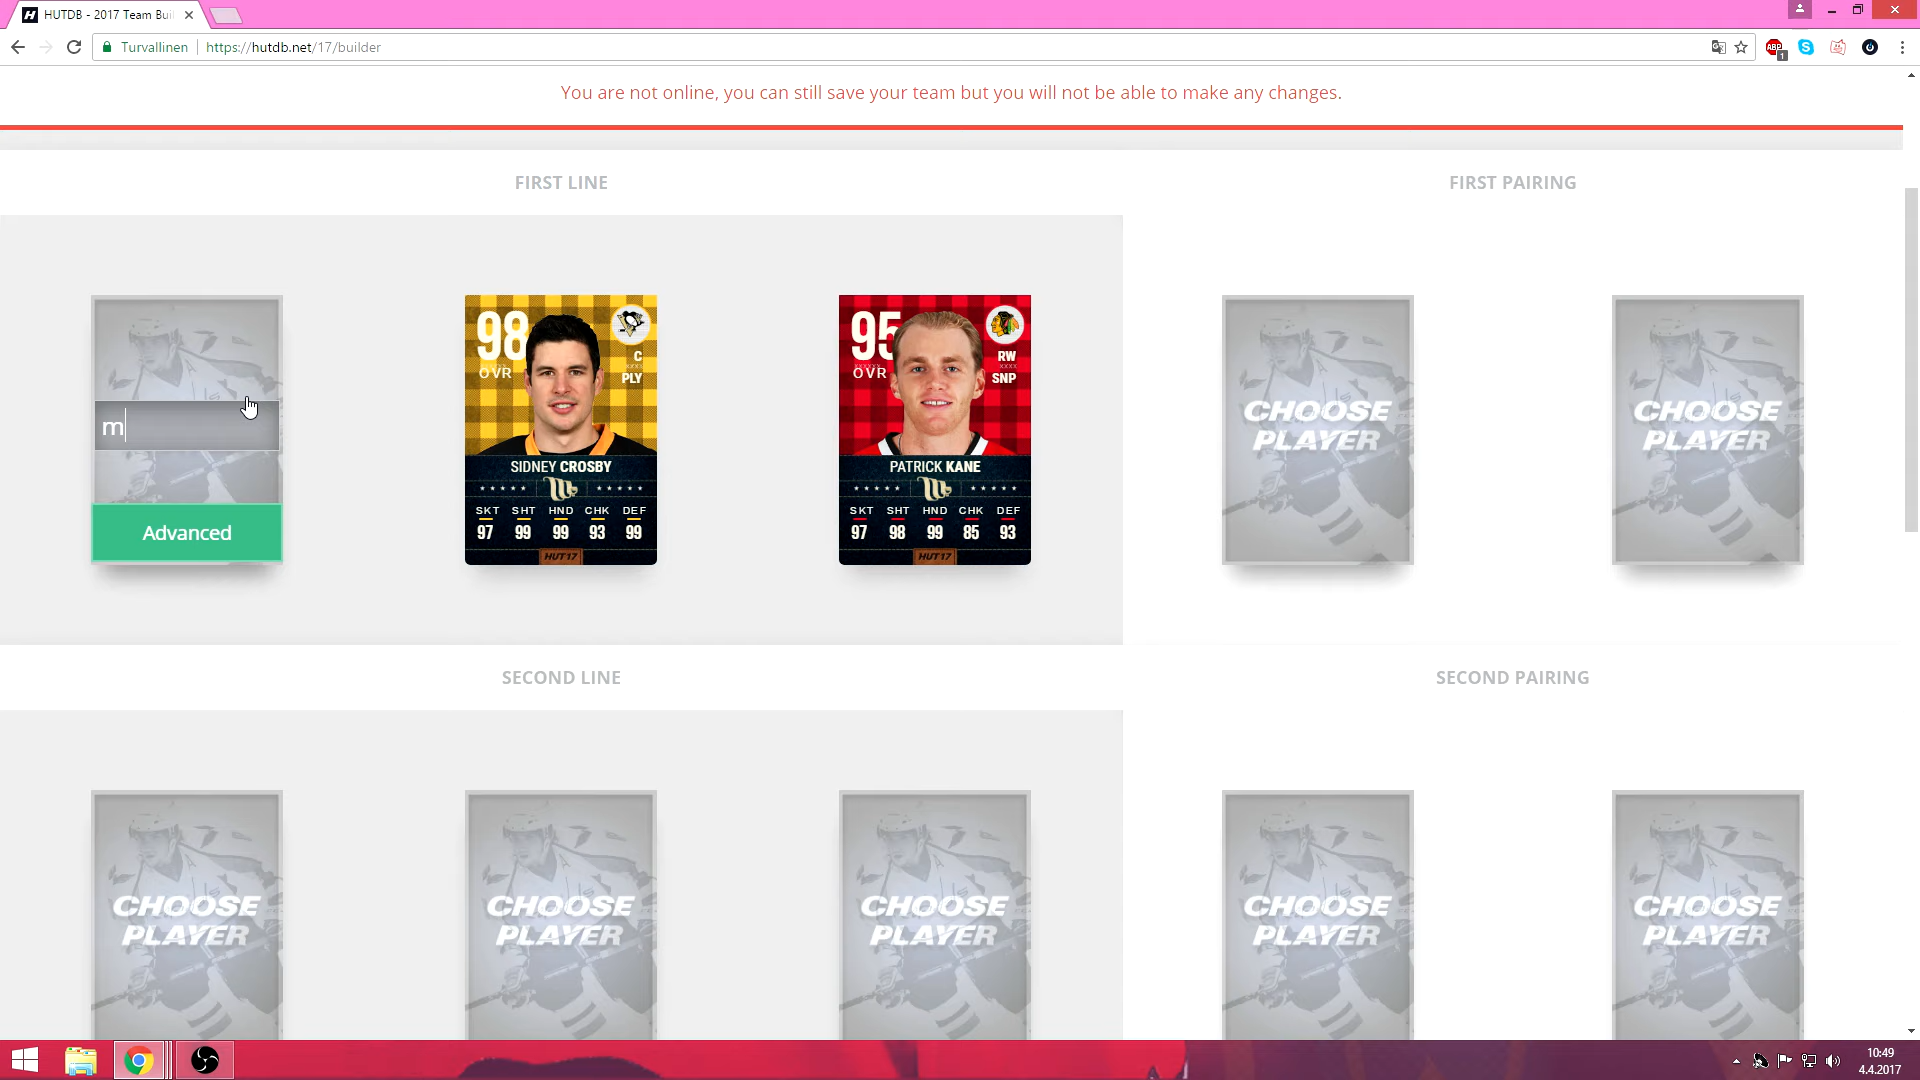 HUTDB - 2017 Team Bui
Turvallinen
https://hutdb.net/17/builder
ABP
1
You are not online, you can still save your team but you will not be able to make any changes.
FIRST LINE
FIRST PAIRING
m
Advanced
98
OVR
C
PLY
SIDNEY CROSBY
SKT SHT HND CHK DEF
97 99 99 93 99
HUT17
95
OVR
RW
SNP
PATRICK KANE
SKT SHT HND CHK DEF
97 98 99 85 93
HUT17
CHOOSE
PLAYER
CHOOSE
PLAYER
SECOND LINE
SECOND PAIRING
CHOOSE
PLAYER
CHOOSE
PLAYER
CHOOSE
PLAYER
CHOOSE
PLAYER
CHOOSE
PLAYER
10:49
4.4.2017